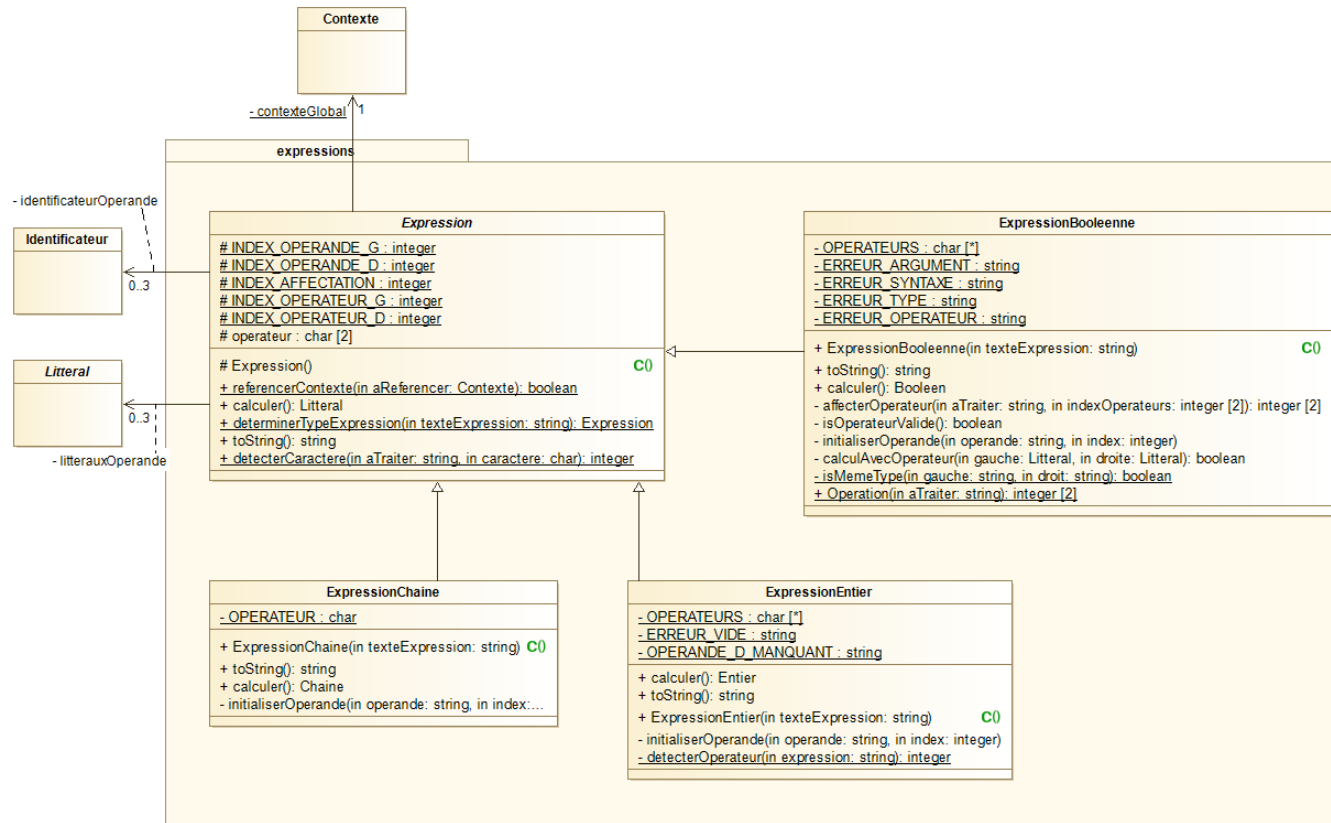 Contexte
- contexteGlobal
1
expressions
- identificateurOperande
Identificateur
0..3
Litteral
0..3
- litterauxOperande
Expression
# INDEX_OPERANDE_G : integer
# INDEX_OPERANDE_D : integer
# INDEX_AFFECTATION : integer
# INDEX_OPERATEUR_G : integer
# INDEX_OPERATEUR_D : integer
# operateur : char [2]
# Expression() C()
+ referencerContexte(in aReferencer: Contexte): boolean
+ calculer(): Litteral
+ determinerTypeExpression(in texteExpression: string): Expression
+ toString(): string
+ detecterCaractere(in aTraiter: string, in caractere: char): integer
ExpressionBooleenne
- OPERATEURS : char [*]
- ERREUR_ARGUMENT : string
- ERREUR_SYNTAXE : string
- ERREUR_TYPE : string
- ERREUR_OPERATEUR : string
+ ExpressionBooleenne(in texteExpression: string) C()
+ toString(): string
+ calculer(): Booleen
- affecterOperateur(in aTraiter: string, in indexOperateurs: integer [2]): integer [2]
- isOperateurValide(): boolean
- initialiserOperande(in operande: string, in index: integer)
- calculAvecOperateur(in gauche: Litteral, in droite: Litteral): boolean
- isMemeType(in gauche: string, in droit: string): boolean
+ Operation(in aTraiter: string): integer [2]
ExpressionChaine
- OPERATEUR : char
+ ExpressionChaine(in texteExpression: string) C()
+ toString(): string
+ calculer(): Chaine
- initialiserOperande(in operande: string, in index:...
ExpressionEntier
- OPERATEURS : char [*]
- ERREUR_VIDE : string
- OPERANDE_D_MANQUANT : string
+ calculer(): Entier
+ toString(): string
+ ExpressionEntier(in texteExpression: string) C()
- initialiserOperande(in operande: string, in index: integer)
- detecterOperateur(in expression: string): integer